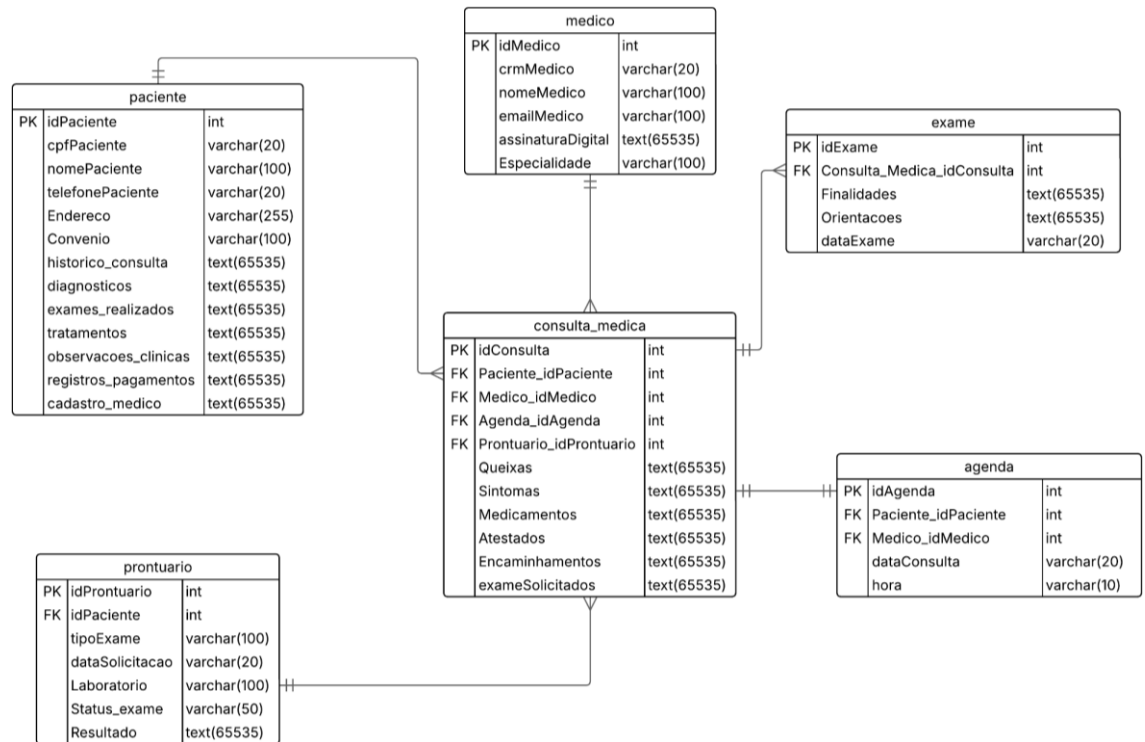 medico
PK idMedico int
crmMedico varchar(20)
nomeMedico varchar(100)
emailMedico varchar(100)
assinaturaDigital text(65535)
Especialidade varchar(100)
paciente
PK idPaciente int
cpfPaciente varchar(20)
nomePaciente varchar(100)
telefonePaciente varchar(20)
Endereco varchar(255)
Convenio varchar(100)
historico_consulta text(65535)
diagnosticos text(65535)
exames_realizados text(65535)
tratamentos text(65535)
observacoes_clinicas text(65535)
registros_pagamentos text(65535)
cadastro_medico text(65535)
exame
PK idExame int
FK Consulta_Medica_idConsulta int
Finalidades text(65535)
Orientacoes text(65535)
dataExame varchar(20)
consulta_medica
PK idConsulta int
FK Paciente_idPaciente int
FK Medico_idMedico int
FK Agenda_idAgenda int
FK Prontuario_idProntuario int
Queixas text(65535)
Sintomas text(65535)
Medicamentos text(65535)
Atestados text(65535)
Encaminhamentos text(65535)
exameSolicitados text(65535)
agenda
PK idAgenda int
FK Paciente_idPaciente int
FK Medico_idMedico int
dataConsulta varchar(20)
hora varchar(10)
prontuario
PK idProntuario int
FK idPaciente int
tipoExame varchar(100)
dataSolicitacao varchar(20)
Laboratorio varchar(100)
Status_exame varchar(50)
Resultado text(65535)